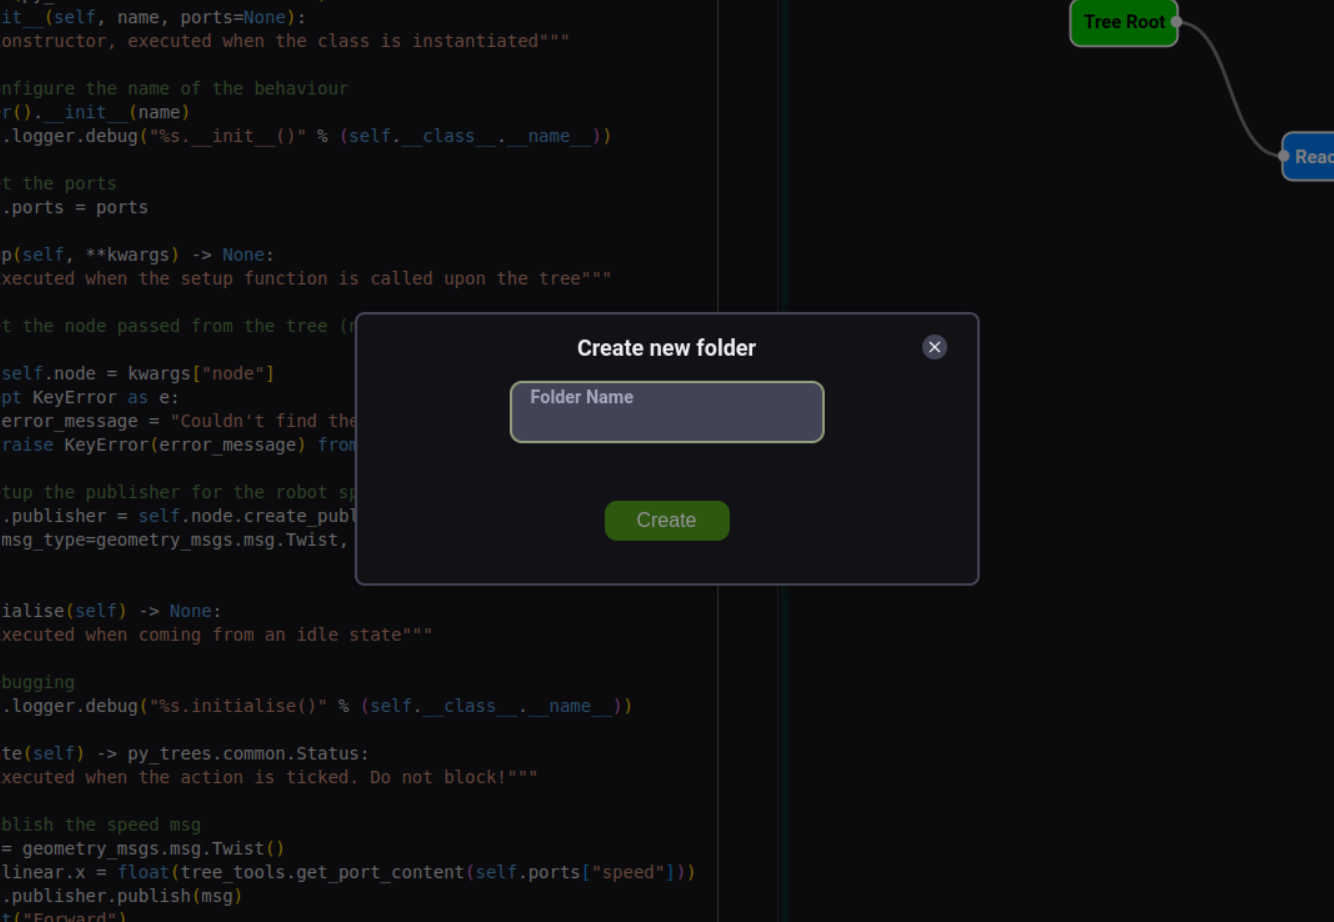 it__(self, name, ports=None):
onstructor, executed when the class is instantiated"""
nfigure the name of the behaviour
r().__init__(name)
.logger.debug("%s.__init__()" % (self.__class__.__name__))
t the ports
.ports = ports
p(self, **kwargs) -> None:
xecuted when the setup function is called upon the tree"""
t the node passed from the tree (
self.node = kwargs["node"]
pt KeyError as e:
error_message = "Couldn't find the
raise KeyError(error_message) from
tup the publisher for the robot sp
.publisher = self.node.create_publ
msg_type=geometry_msgs.msg.Twist,
ialise(self) -> None:
xecuted when coming from an idle state"""
bugging
.logger.debug("%s.initialise()" % (self.__class__.__name__))
te(self) -> py_trees.common.Status:
xecuted when the action is ticked. Do not block!"""
blish the speed msg
= geometry_msgs.msg.Twist()
linear.x = float(tree_tools.get_port_content(self.ports["speed"]))
.publisher.publish(msg)
t("Forward")
Create new folder
Folder Name
Create
Tree Root
Reac